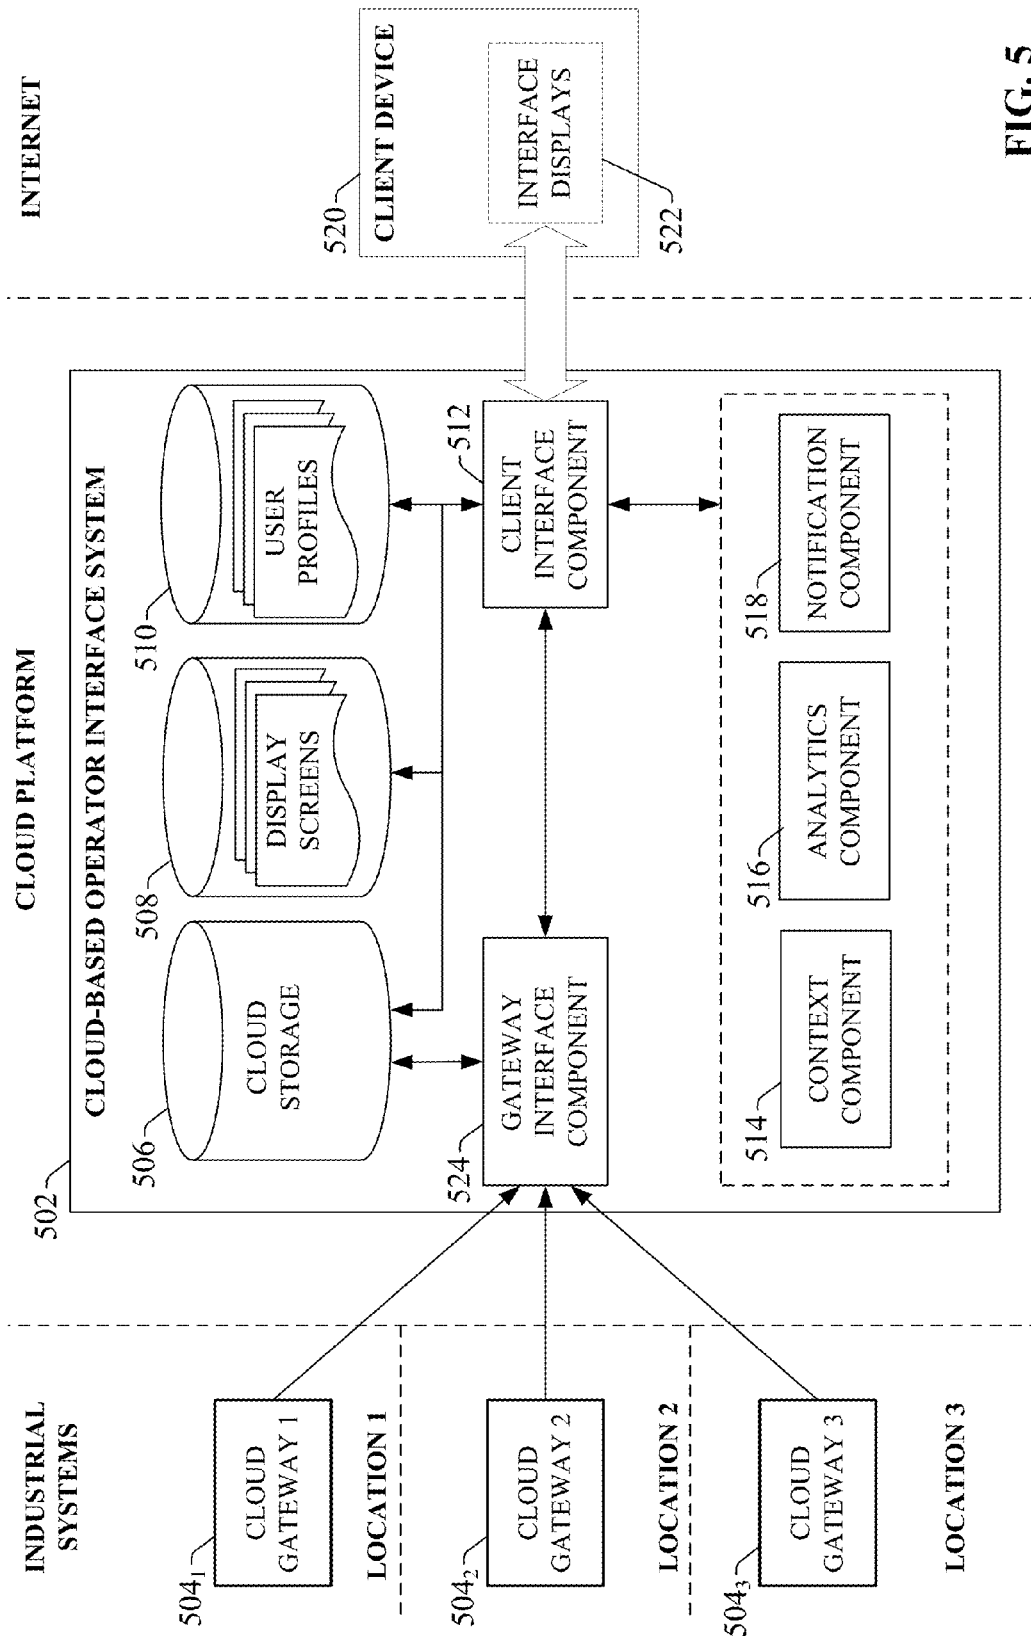 INDUSTRIAL
SYSTEMS
CLOUD PLATFORM
INTERNET
502
CLOUD-BASED OPERATOR INTERFACE SYSTEM
504₁
CLOUD
GATEWAY 1
LOCATION 1
504₂
CLOUD
GATEWAY 2
LOCATION 2
504₃
CLOUD
GATEWAY 3
LOCATION 3
506
CLOUD
STORAGE
508
DISPLAY
SCREENS
510
USER
PROFILES
524
GATEWAY
INTERFACE
COMPONENT
512
CLIENT
INTERFACE
COMPONENT
514
CONTEXT
COMPONENT
516
ANALYTICS
COMPONENT
518
NOTIFICATION
COMPONENT
520
CLIENT DEVICE
INTERFACE
DISPLAYS
522
FIG. 5